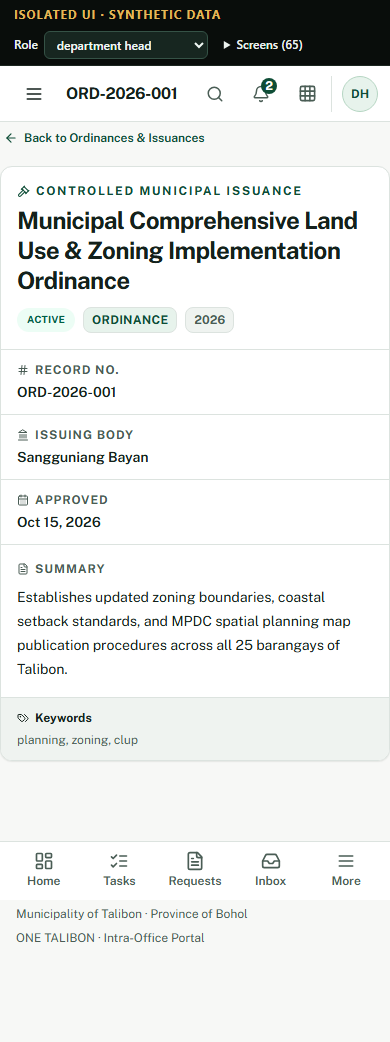 ISOLATED UI · SYNTHETIC DATA
Role department head ▶ Screens (65)
ORD-2026-001 2 DH
← Back to Ordinances & Issuances
CONTROLLED MUNICIPAL ISSUANCE
Municipal Comprehensive Land
Use & Zoning Implementation
Ordinance
ACTIVE ORDINANCE 2026
# RECORD NO.
ORD-2026-001
ISSUING BODY
Sangguniang Bayan
APPROVED
Oct 15, 2026
SUMMARY
Establishes updated zoning boundaries, coastal
setback standards, and MPDC spatial planning map
publication procedures across all 25 barangays of
Talibon.
Keywords
planning, zoning, clup
Home Tasks Requests Inbox More
Municipality of Talibon · Province of Bohol
ONE TALIBON · Intra-Office Portal